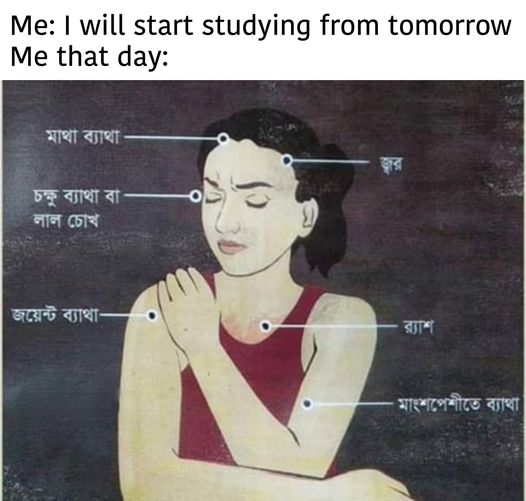 Me: I will start studying from tomorrow
Me that day:
মাথা ব্যাথা
জ্বর
চক্ষু ব্যাথা বা
লাল চোখ
জয়েন্ট ব্যাথা
র‍্যাশ
মাংশপেশীতে ব্যাথা